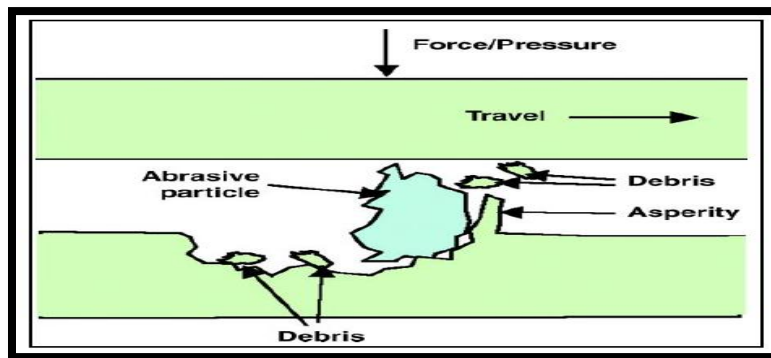 Force/Pressure
Travel
Abrasive
particle
Debris
Asperity
Debris